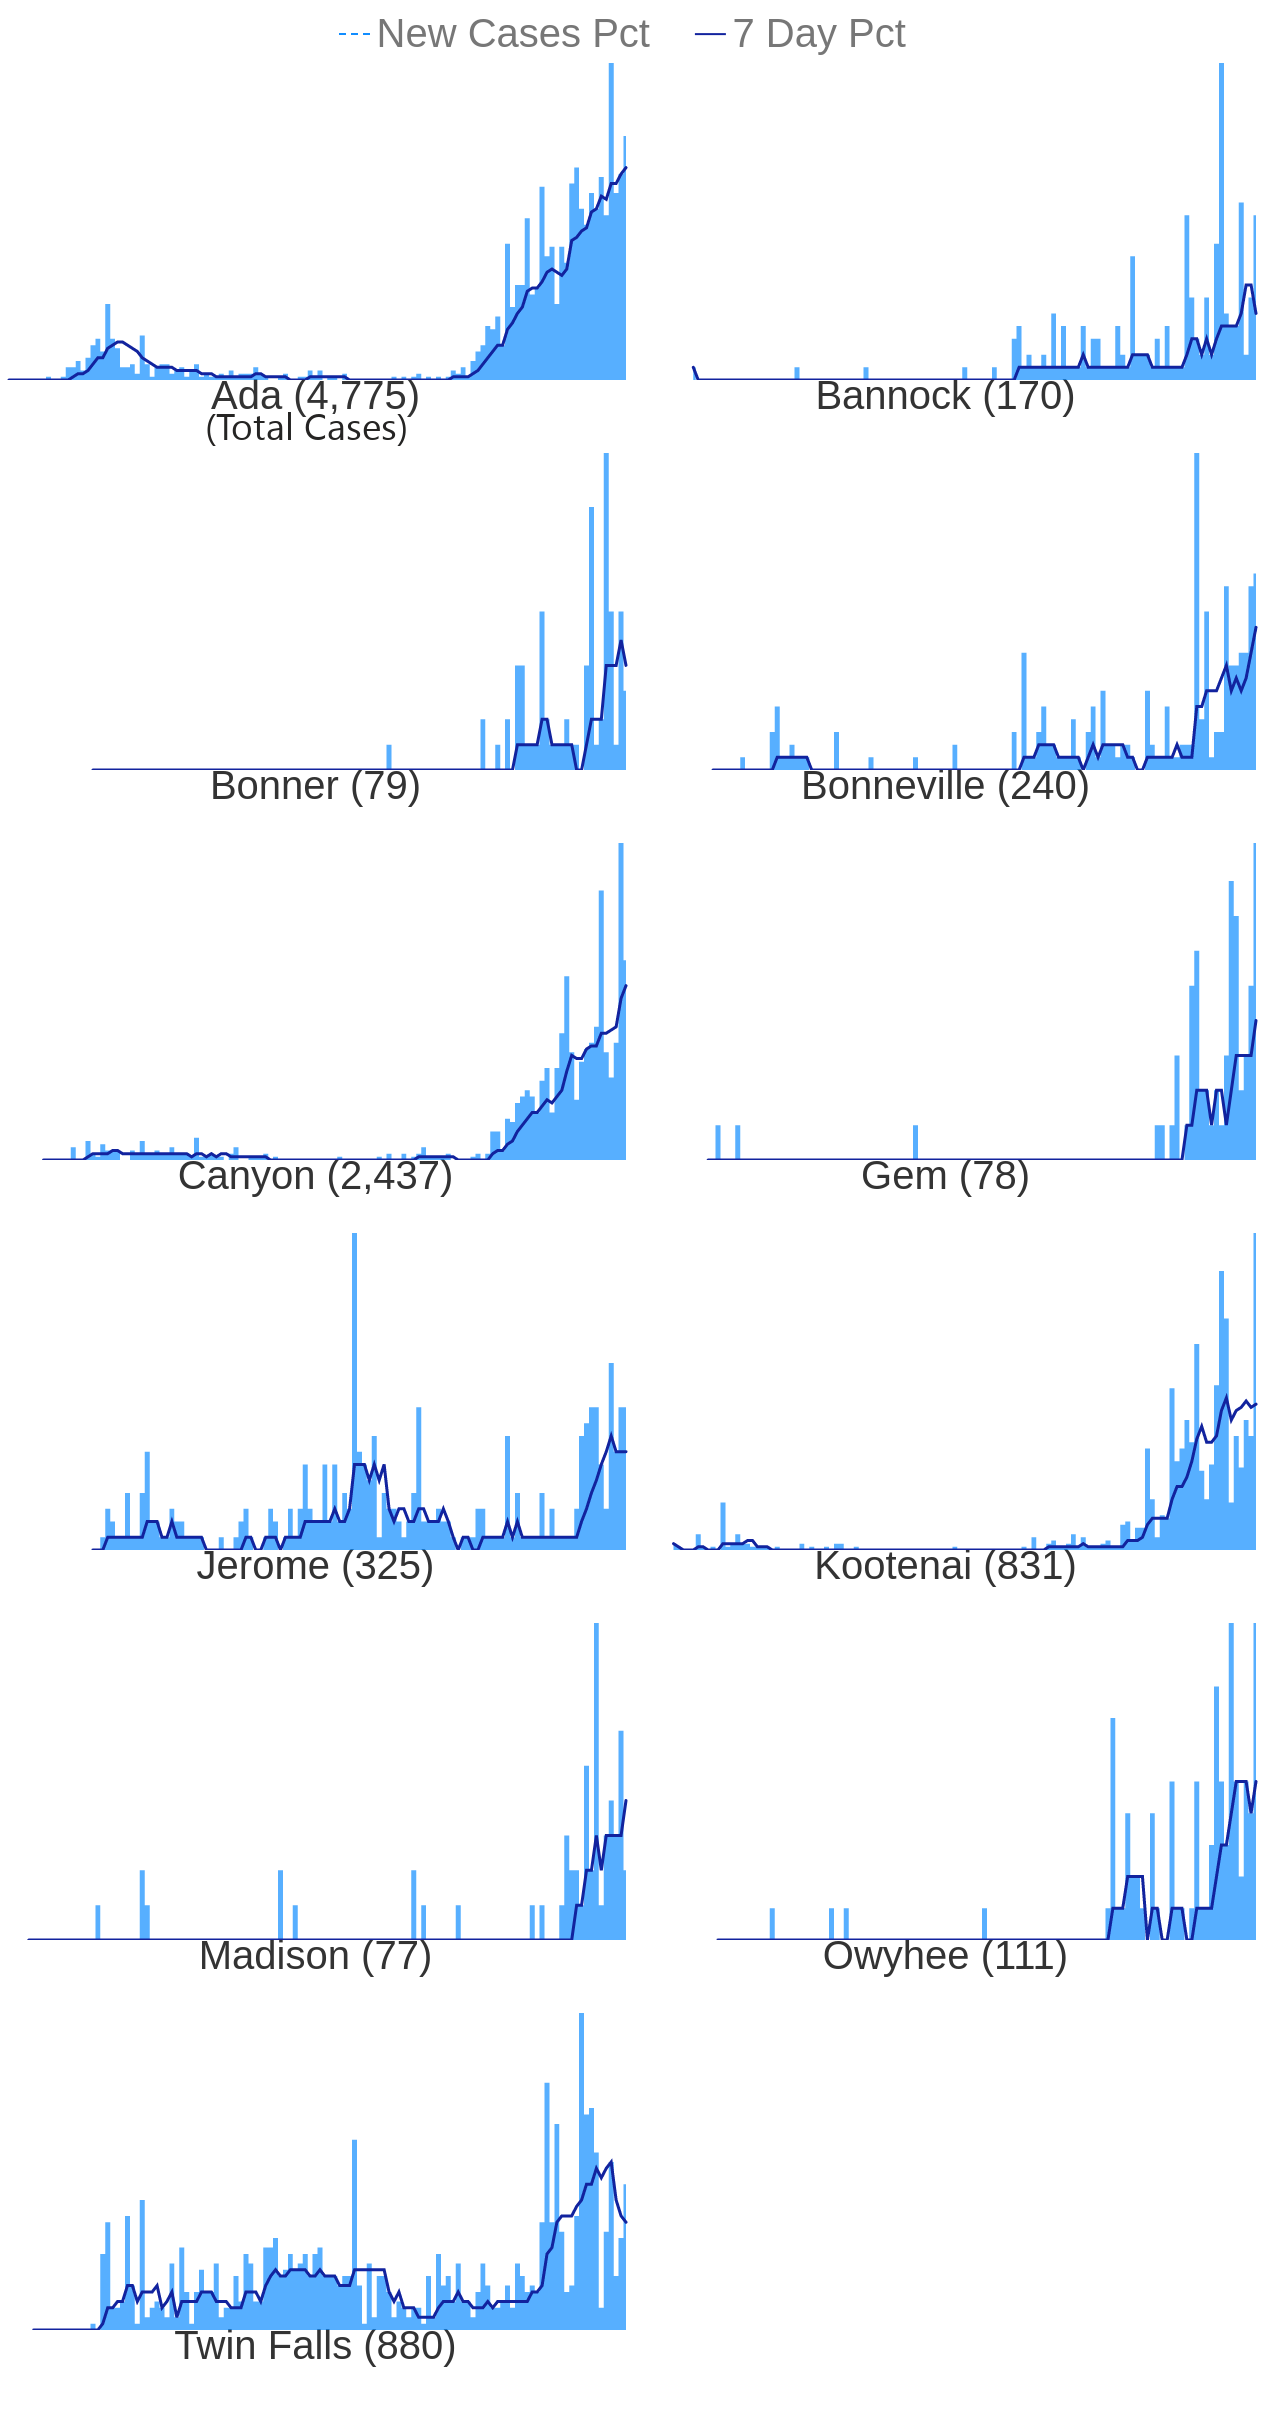 New Cases Pct 7 Day Pct
Ada (4,775) Bannock (170)
(Total Cases)
Bonner (79) Bonneville (240)
Canyon (2,437) Gem (78)
Jerome (325) Kootenai (831)
Madison (77) Owyhee (111)
Twin Falls (880)